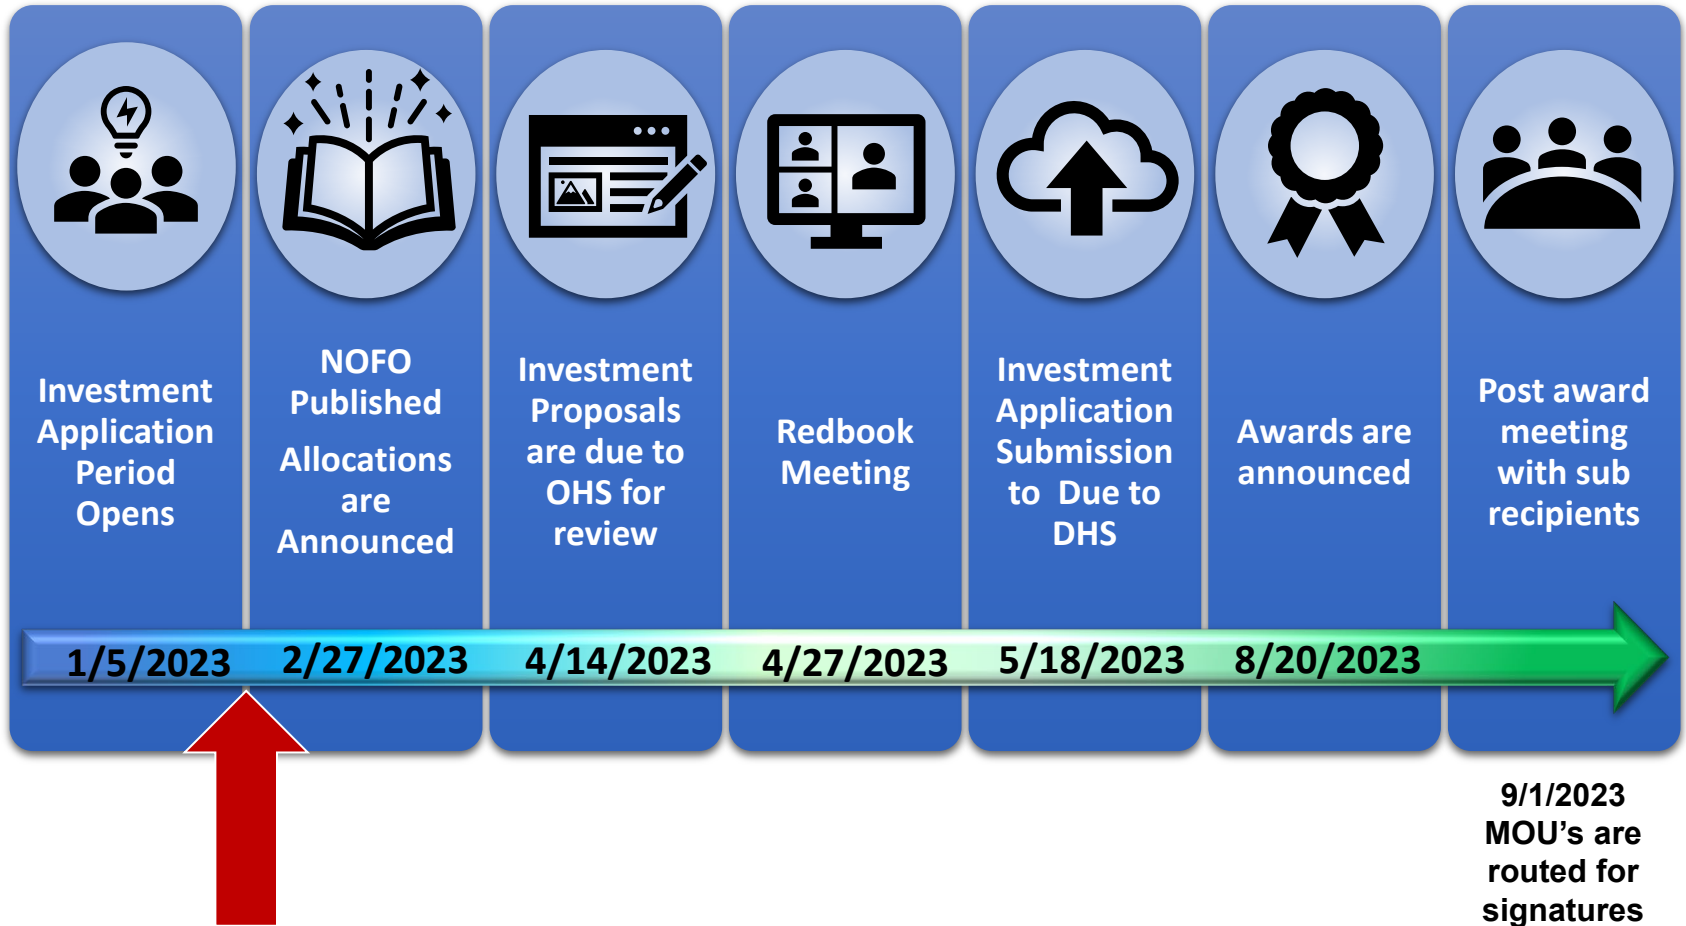 Investment
Application
Period
Opens
NOFO
Published
Allocations
are
Announced
Investment
Proposals
are due to
OHS for
review
Redbook
Meeting
Investment
Application
Submission
to  Due to
DHS
Awards are
announced
Post award
meeting
with sub
recipients
1/5/2023
2/27/2023
4/14/2023
4/27/2023
5/18/2023
8/20/2023
9/1/2023
MOU’s are
routed for
signatures